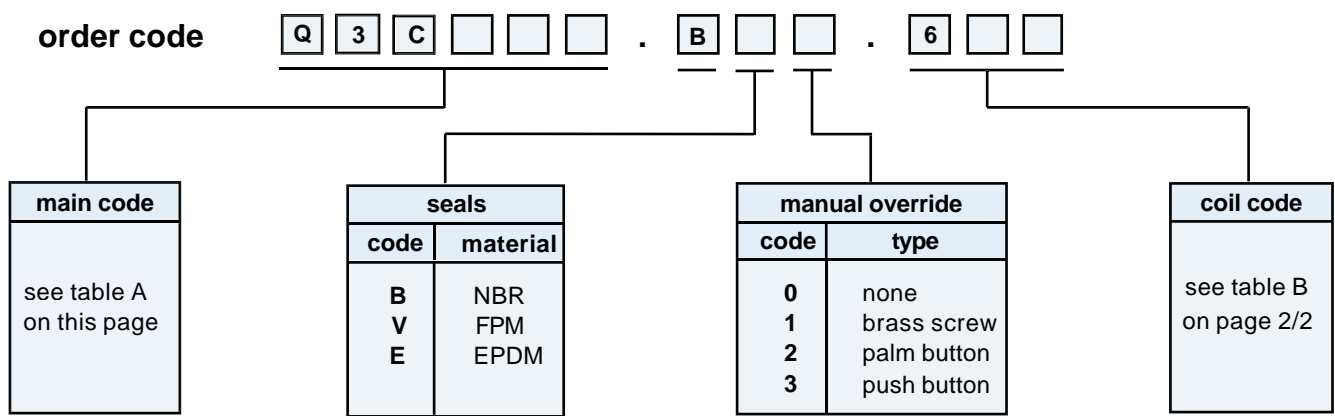 order code Q 3 C . B . 6
main code
see table A
on this page
seals
code material
B NBR
V FPM
E EPDM
manual override
code type
0 none
1 brass screw
2 palm button
3 push button
coil code
see table B
on page 2/2